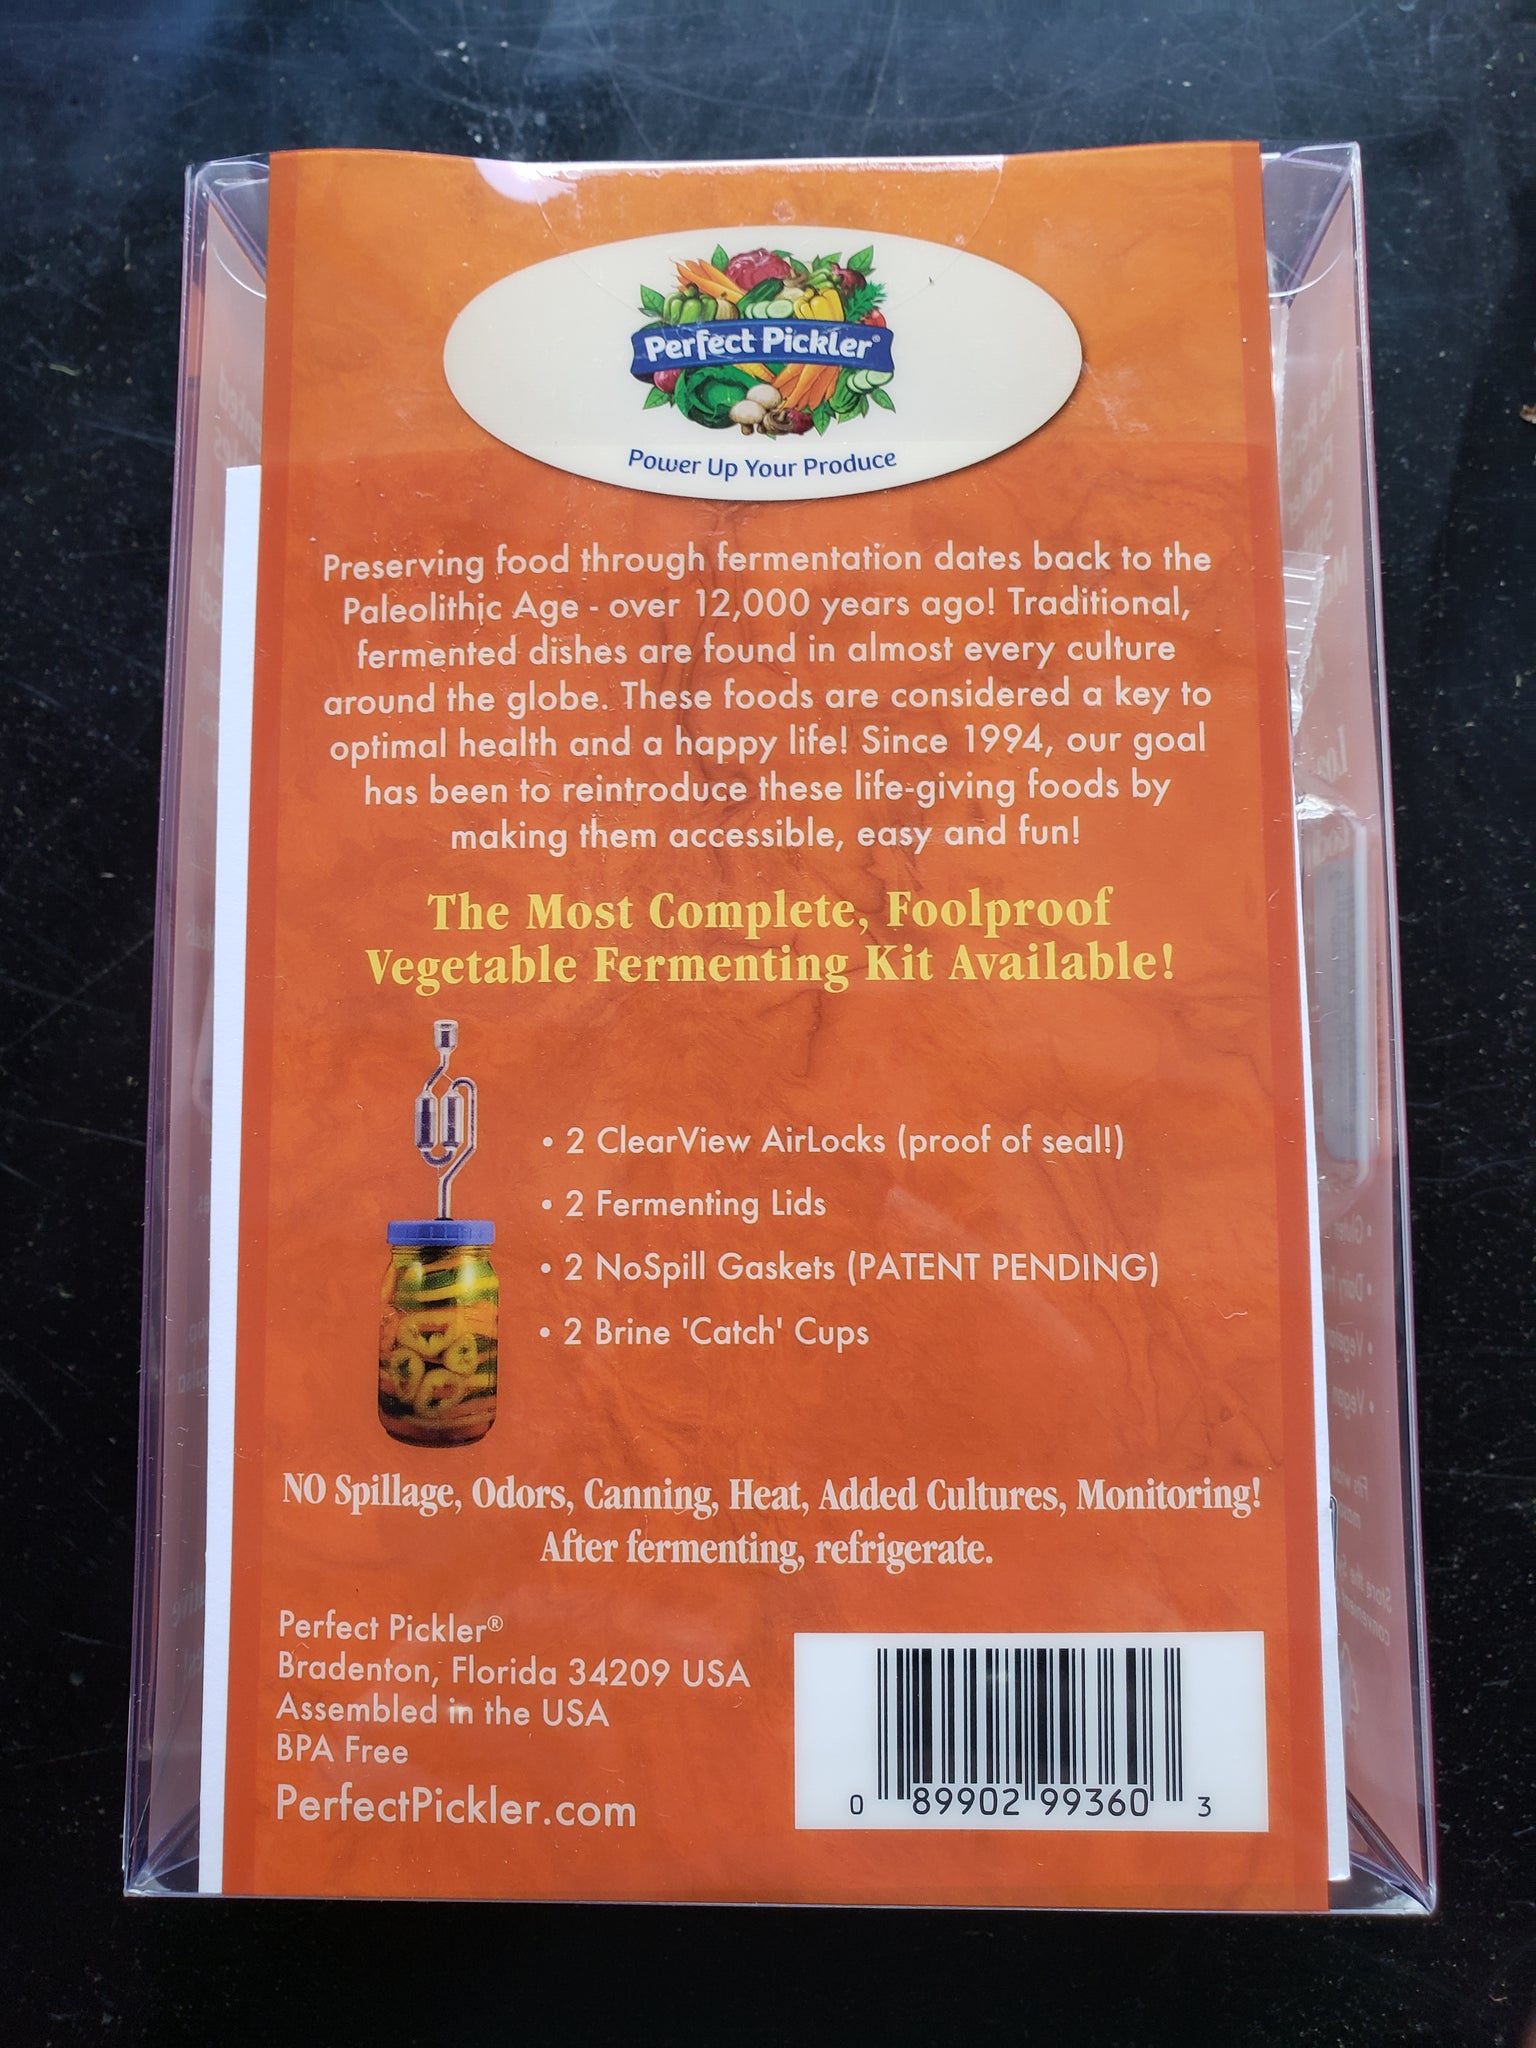 Perfect Pickler®
Power Up Your Produce
Preserving food through fermentation dates back to the
Paleolithic Age - over 12,000 years ago! Traditional,
fermented dishes are found in almost every culture
around the globe. These foods are considered a key to
optimal health and a happy life! Since 1994, our goal
has been to reintroduce these life-giving foods by
making them accessible, easy and fun!
The Most Complete, Foolproof
Vegetable Fermenting Kit Available!
• 2 ClearView AirLocks (proof of seal!)
• 2 Fermenting Lids
• 2 NoSpill Gaskets (PATENT PENDING)
• 2 Brine 'Catch' Cups
NO Spillage, Odors, Canning, Heat, Added Cultures, Monitoring!
After fermenting, refrigerate.
Perfect Pickler®
Bradenton, Florida 34209 USA
Assembled in the USA
BPA Free
PerfectPickler.com
0 89902 99360 3